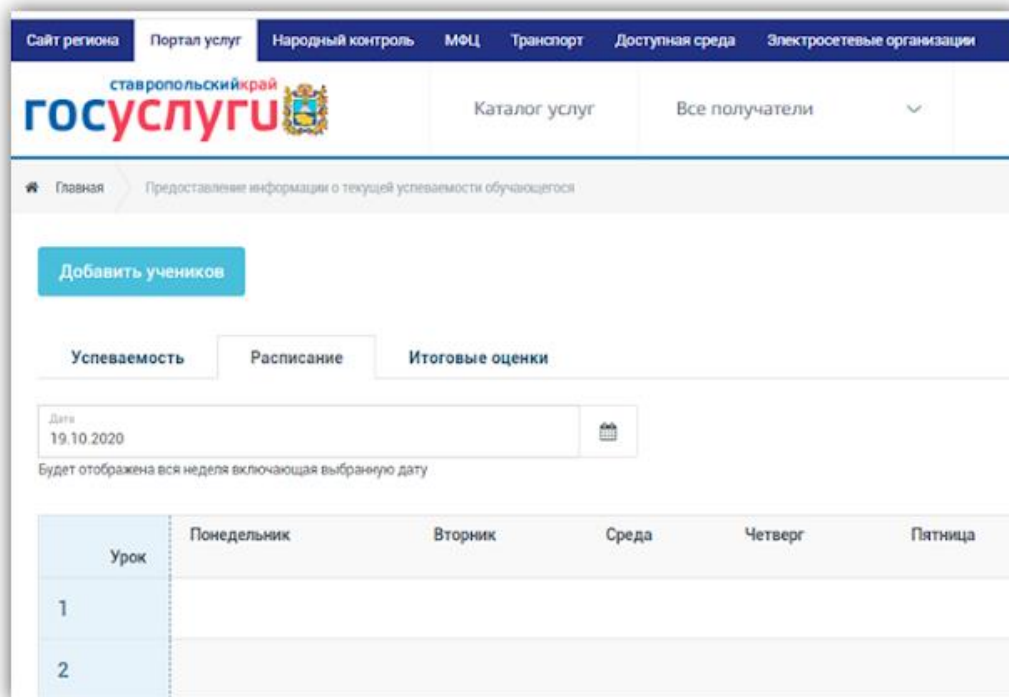 Сайт региона Портал услуг Народный контроль МФЦ Транспорт Доступная среда Электросетевые организации
ставропольскийкрай
госуслуги
Каталог услуг Все получатели
Главная Предоставление информации о текущей успеваемости обучающегося
Добавить учеников
Успеваемость Расписание Итоговые оценки
Дата
19.10.2020
Будет отображена вся неделя включающая выбранную дату
Урок Понедельник Вторник Среда Четверг Пятница
1
2